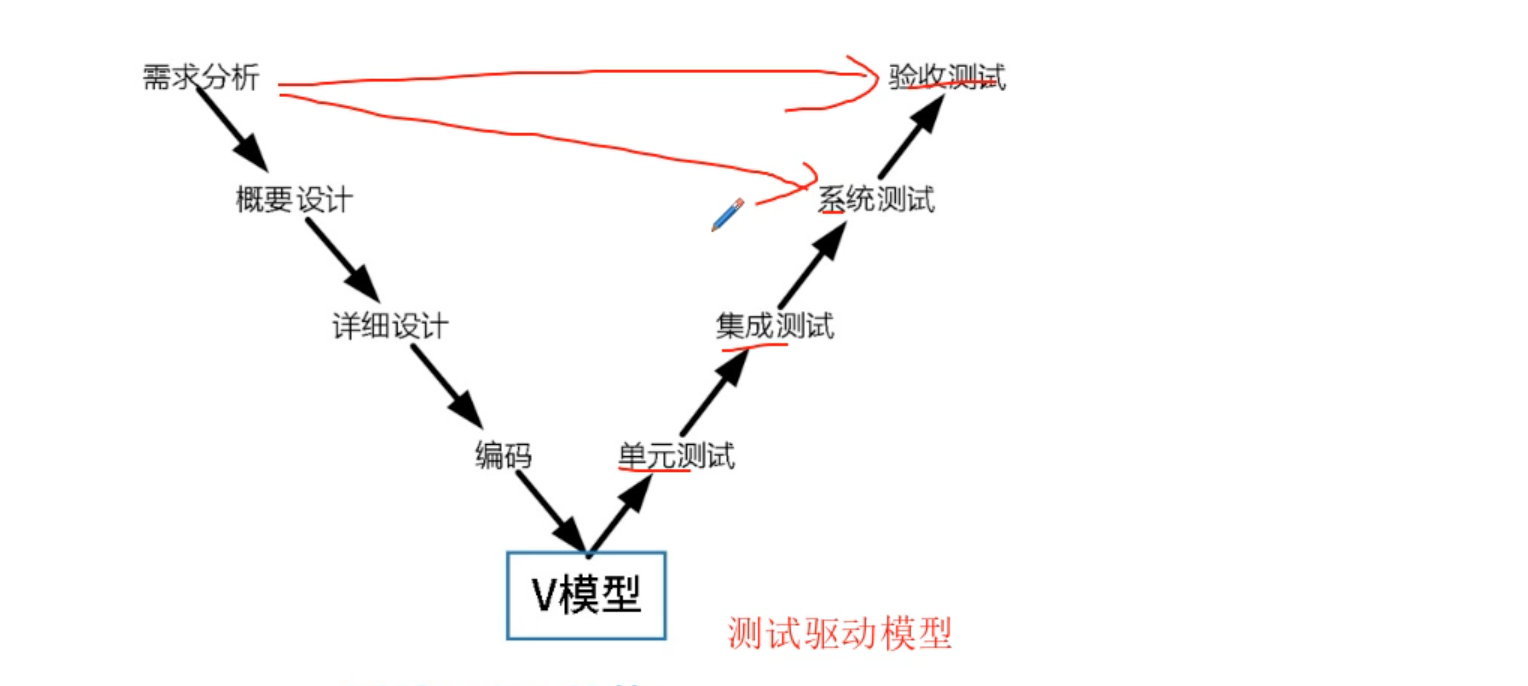 需求分析 验收测试
概要设计 系统测试
详细设计 集成测试
编码 单元测试
V模型
测试驱动模型